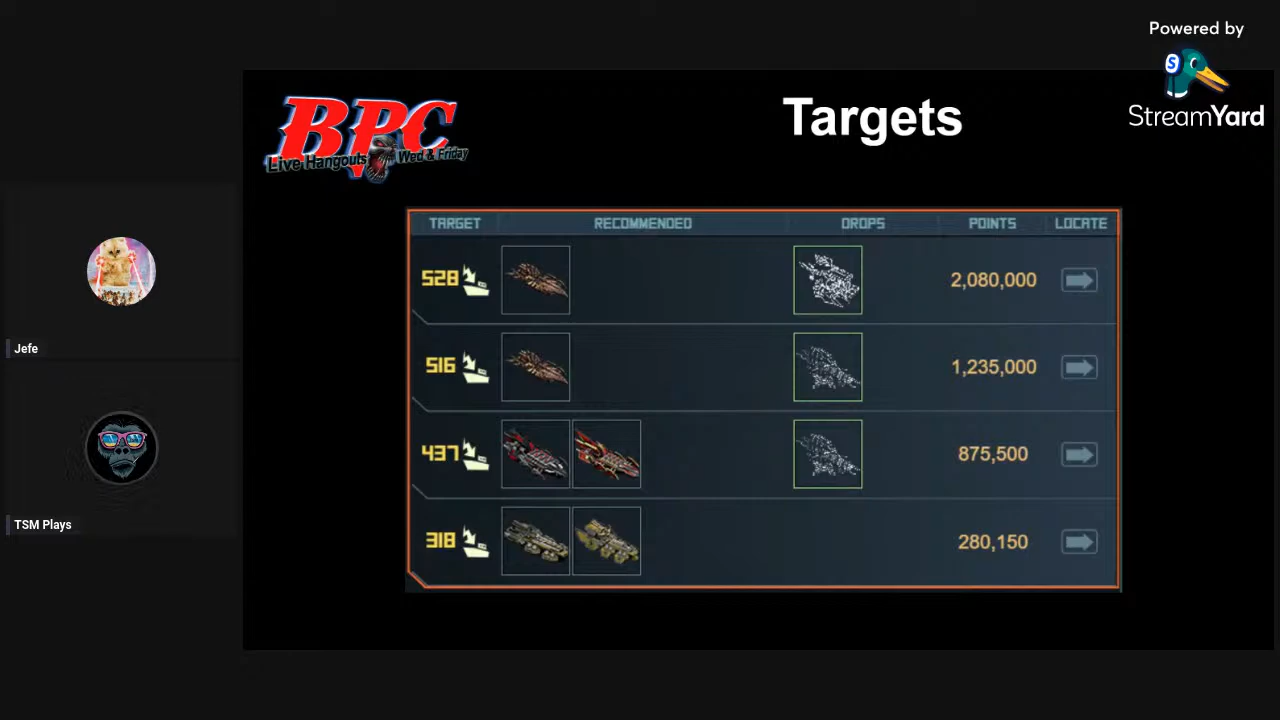 Powered by
StreamYard
BPC
Live Hangouts Wed & Friday
Targets
TARGET RECOMMENDED DROPS POINTS LOCATE
528 2,080,000
516 1,235,000
437 875,500
318 280,150
Jefe
TSM Plays